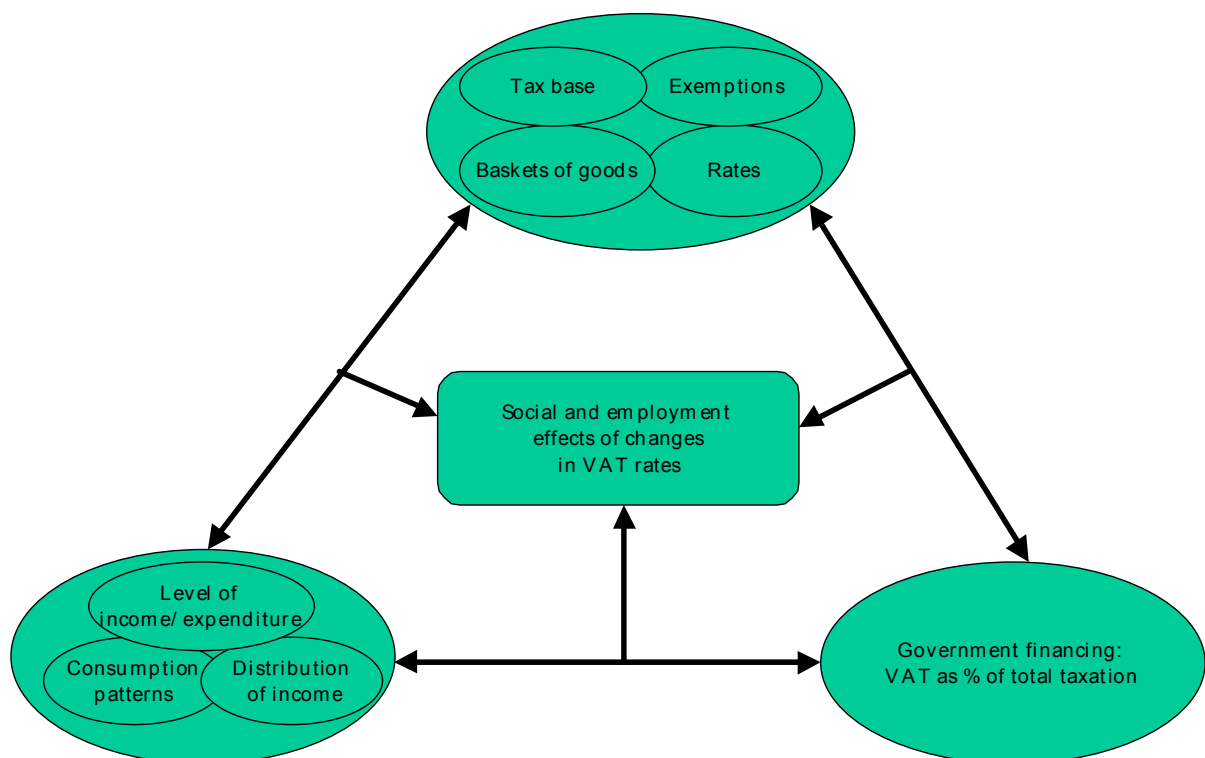 Tax base
Exemptions
Baskets of goods
Rates
Social and employment
effects of changes
in VAT rates
Level of
income/ expenditure
Consumption
patterns
Distribution
of income
Government financing:
VAT as % of total taxation